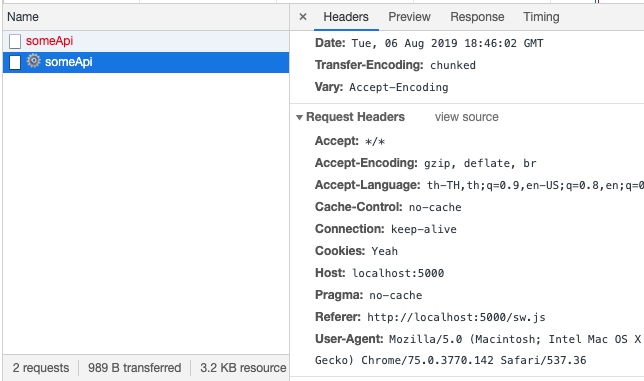 Name
someApi
someApi
2 requests 989 B transferred 3.2 KB resource
× Headers Preview Response Timing
Date: Tue, 06 Aug 2019 18:46:02 GMT
Transfer-Encoding: chunked
Vary: Accept-Encoding
Request Headers view source
Accept: */*
Accept-Encoding: gzip, deflate, br
Accept-Language: th-TH,th;q=0.9,en-US;q=0.8,en;q=0
Cache-Control: no-cache
Connection: keep-alive
Cookies: Yeah
Host: localhost:5000
Pragma: no-cache
Referer: http://localhost:5000/sw.js
User-Agent: Mozilla/5.0 (Macintosh; Intel Mac OS X
Gecko) Chrome/75.0.3770.142 Safari/537.36